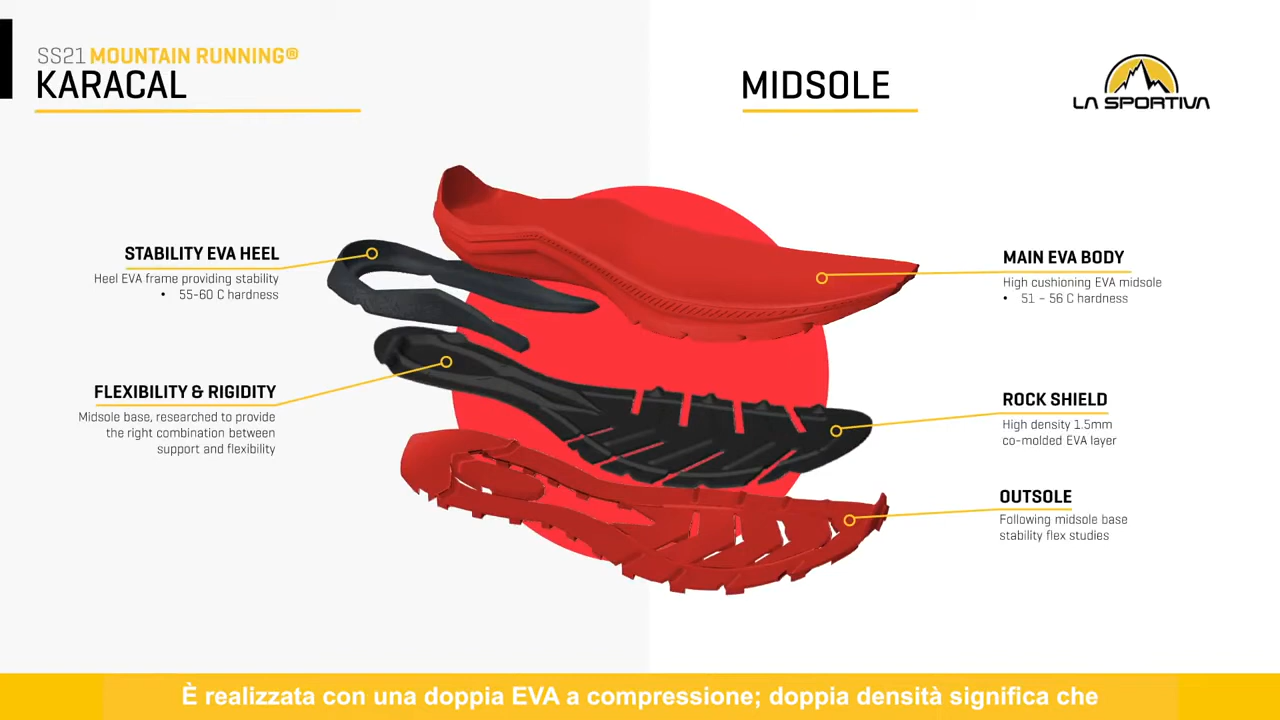 SS21 MOUNTAIN RUNNING®
KARACAL
MIDSOLE
LA SPORTIVA
STABILITY EVA HEEL
Heel EVA frame providing stability
• 55-60 C hardness
FLEXIBILITY & RIGIDITY
Midsole base, researched to provide
the right combination between
support and flexibility
MAIN EVA BODY
High cushioning EVA midsole
• 51 – 56 C hardness
ROCK SHIELD
High density 1.5mm
co-molded EVA layer
OUTSOLE
Following midsole base
stability flex studies
È realizzata con una doppia EVA a compressione; doppia densità significa che